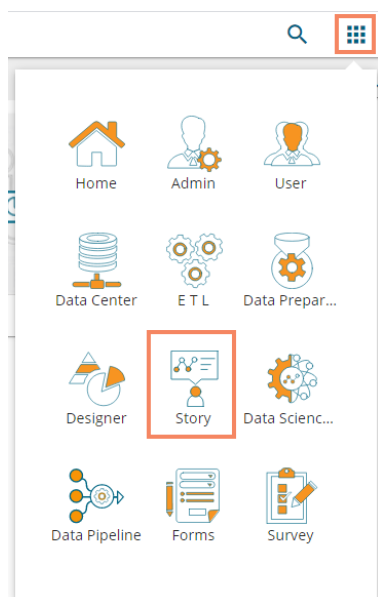 Home Admin User
Data Center E T L Data Prepar...
Designer Story Data Scienc...
Data Pipeline Forms Survey